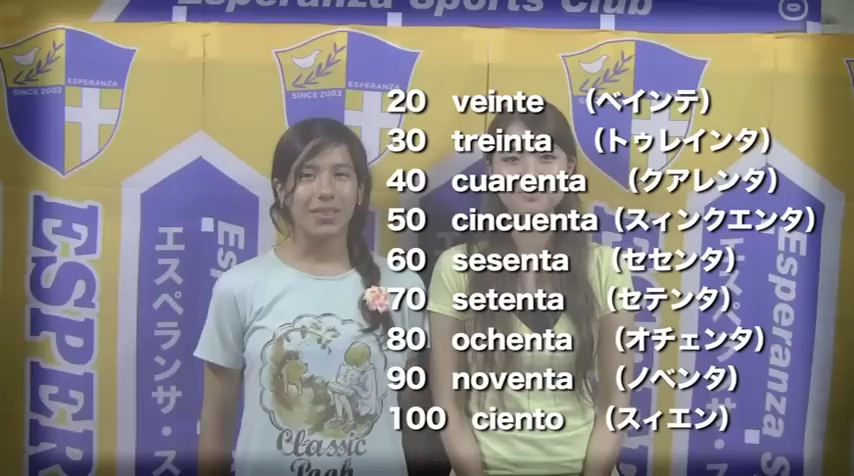 Esperanza Sports Club
ESPERANZA
SINCE 2003
ESPERANZA
SINCE 2003
20 veinte （ベインテ）
30 treinta （トゥレインタ）
40 cuarenta （クアレンタ）
50 cincuenta（スィンクエンタ）
60 sesenta （セセンタ）
70 setenta （セテンタ）
80 ochenta （オチェンタ）
90 noventa （ノベンタ）
100 ciento （スィエン）
ESPER
エスペランサ・ス
Esperanza S
Classic
Pooh